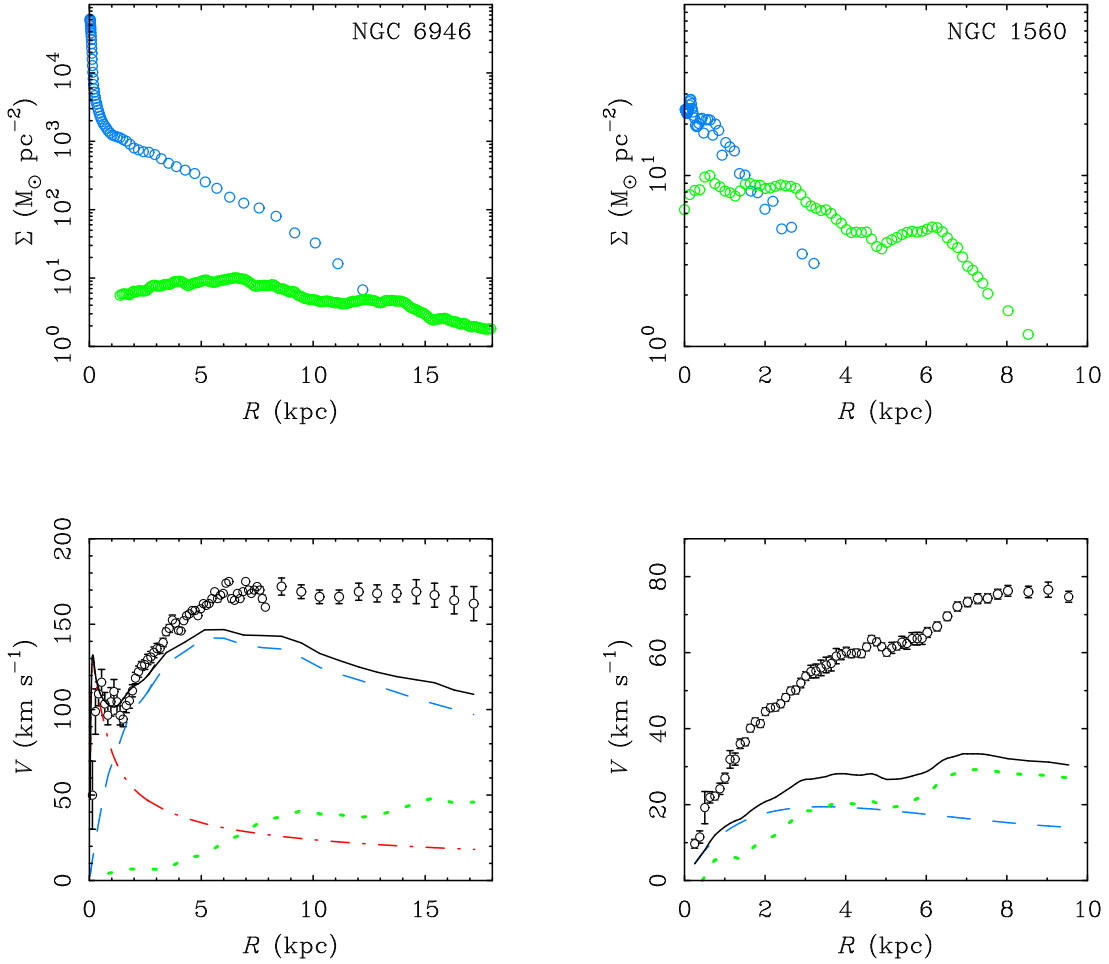 NGC 6946
Σ (M⊙ pc⁻²)
10⁰ 10¹ 10² 10³ 10⁴
0 5 10 15
R (kpc)
NGC 1560
Σ (M⊙ pc⁻²)
10⁰ 10¹
0 2 4 6 8 10
R (kpc)
V (km s⁻¹)
0 50 100 150 200
0 5 10 15
R (kpc)
V (km s⁻¹)
0 20 40 60 80
0 2 4 6 8 10
R (kpc)